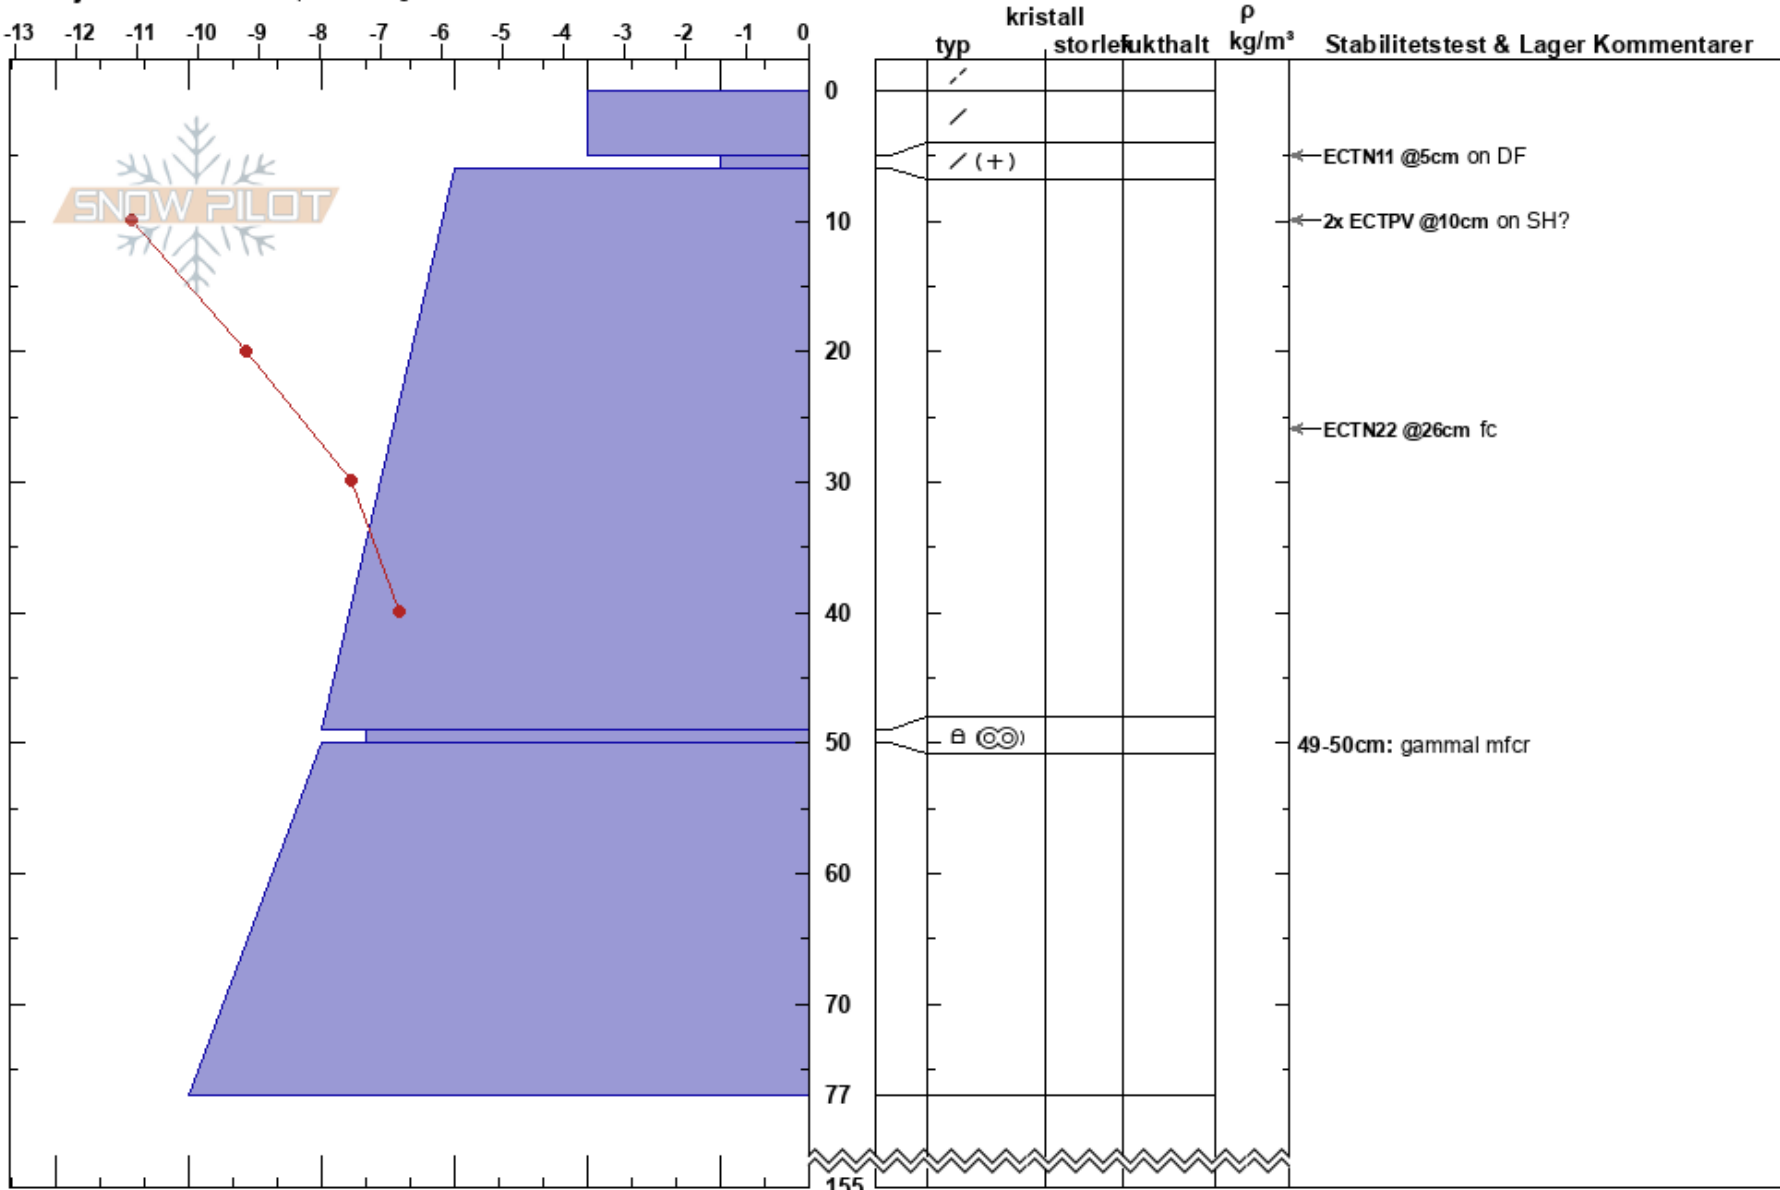 kristall ρ
-13 -12 -11 -10 -9 -8 -7 -6 -5 -4 -3 -2 -1 0 typ storlek fukthalt kg/m³ Stabilitetstest & Lager Kommentarer
0
(+) ECTN11 @5cm on DF
SNOW PILOT
10 2x ECTPV @10cm on SH?
20
ECTN22 @26cm fc
30
40
50 49-50cm: gammal mfcr
60
70
77
155